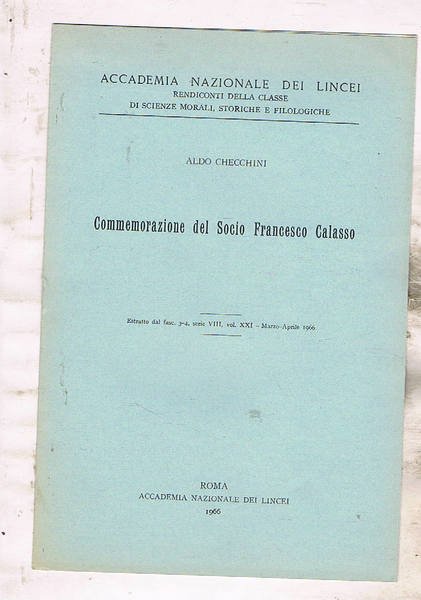 ACCADEMIA NAZIONALE DEI LINCEI
RENDICONTI DELLA CLASSE
DI SCIENZE MORALI, STORICHE E FILOLOGICHE
ALDO CHECCHINI
Commemorazione del Socio Francesco Calasso
Estratto dal fasc. 3-4, serie VIII, vol. XXI - Marzo-Aprile 1966
ROMA
ACCADEMIA NAZIONALE DEI LINCEI
1966